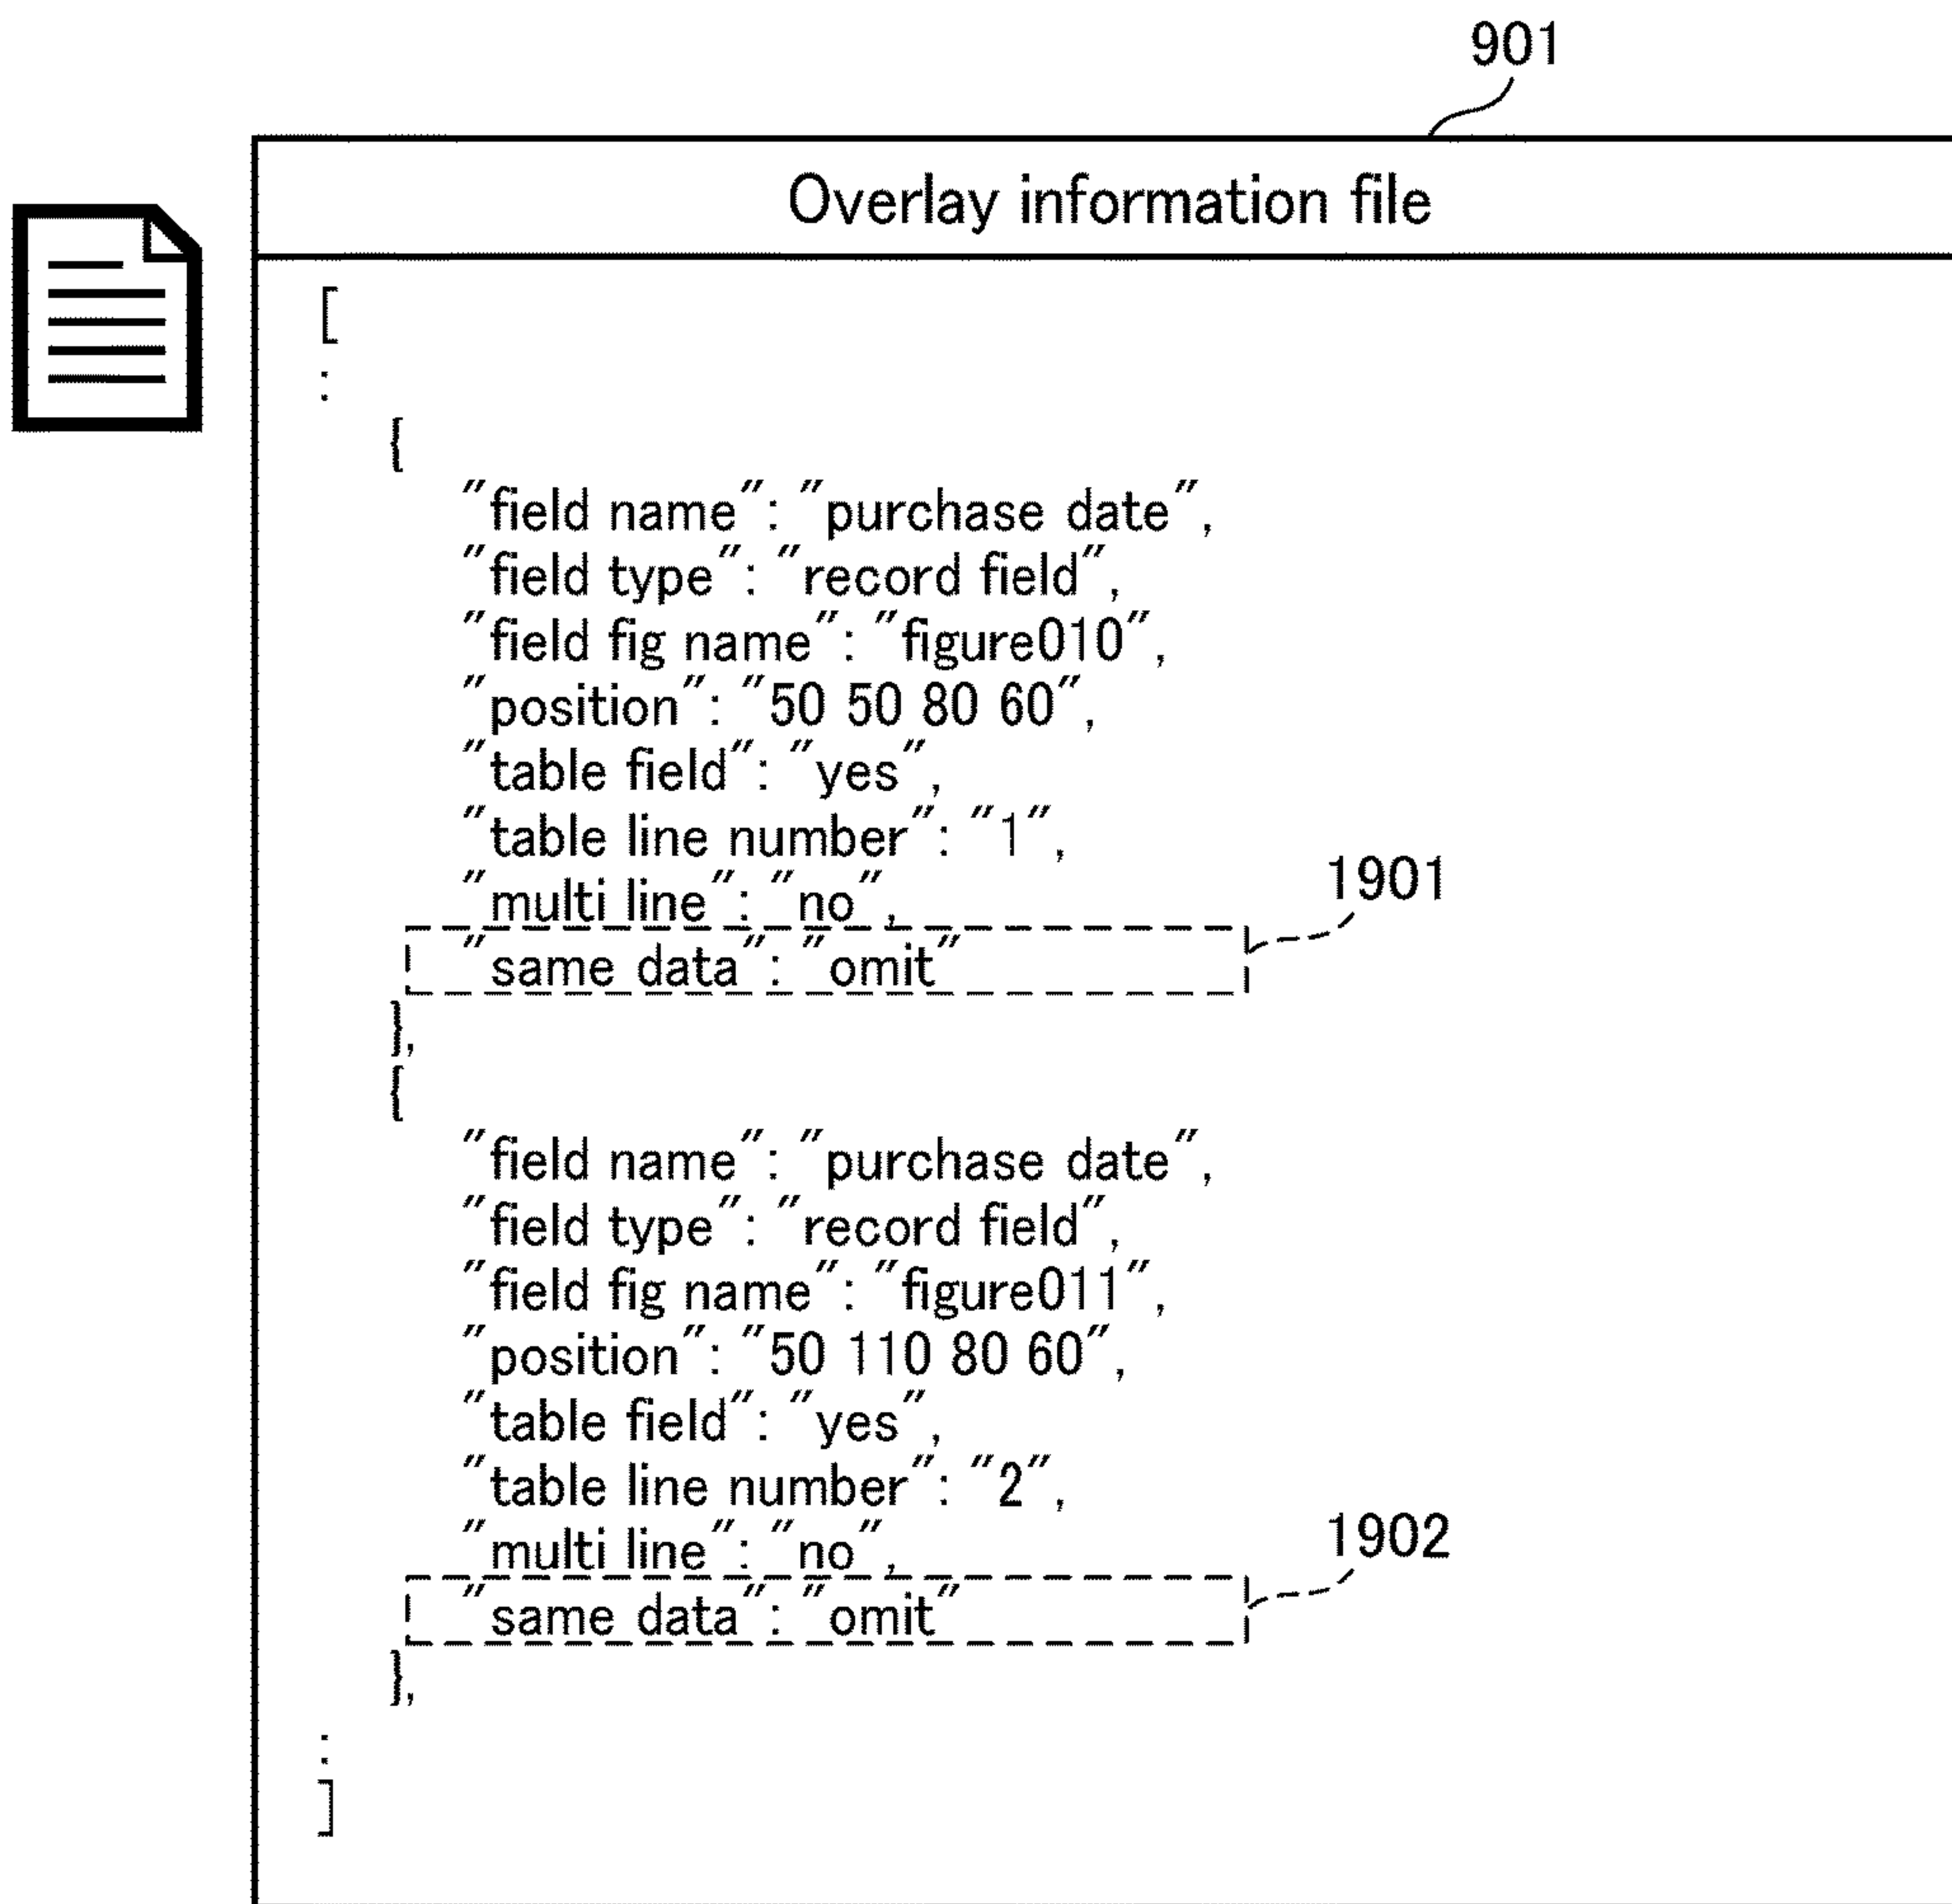 901
Overlay information file
[
:
{
"field name": "purchase date",
"field type": "record field",
"field fig name": "figure010",
"position": "50 50 80 60",
"table field": "yes",
"table line number": "1",
"multi line": "no",
1901
"same data": "omit"
},
{
"field name": "purchase date",
"field type": "record field",
"field fig name": "figure011",
"position": "50 110 80 60",
"table field": "yes",
"table line number": "2",
"multi line": "no",
1902
"same data": "omit"
},
:
]